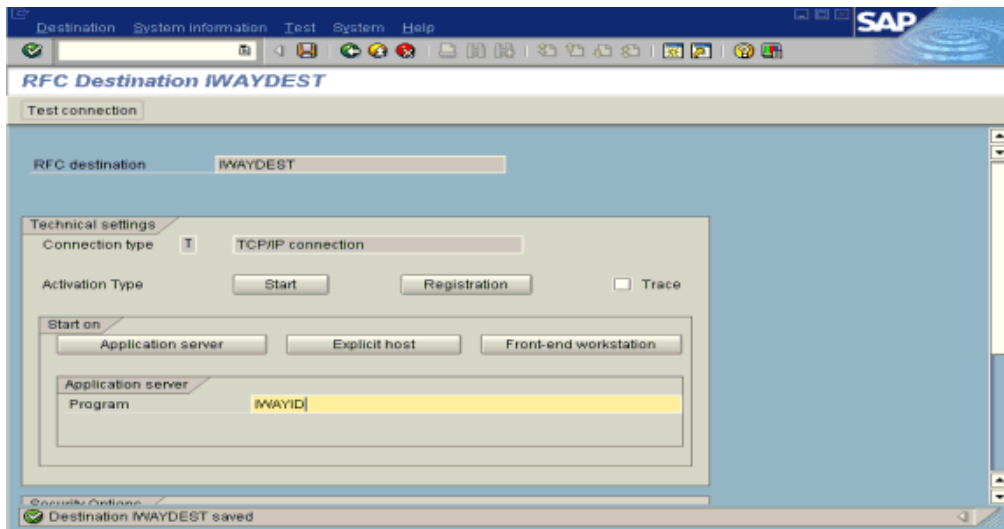 Destination System information Test System Help
SAP
RFC Destination IWAYDEST
Test connection
RFC destination IWAYDEST
Technical settings
Connection type T TCP/IP connection
Activation Type Start Registration Trace
Start on
Application server Explicit host Front-end workstation
Application server
Program IWAYID
Security Options
Destination IWAYDEST saved